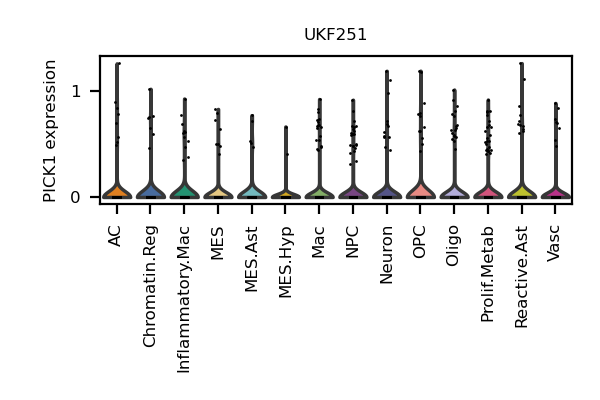 UKF251
PICK1 expression
1
0
AC
Chromatin.Reg
Inflammatory.Mac
MES
MES.Ast
MES.Hyp
Mac
NPC
Neuron
OPC
Oligo
Prolif.Metab
Reactive.Ast
Vasc